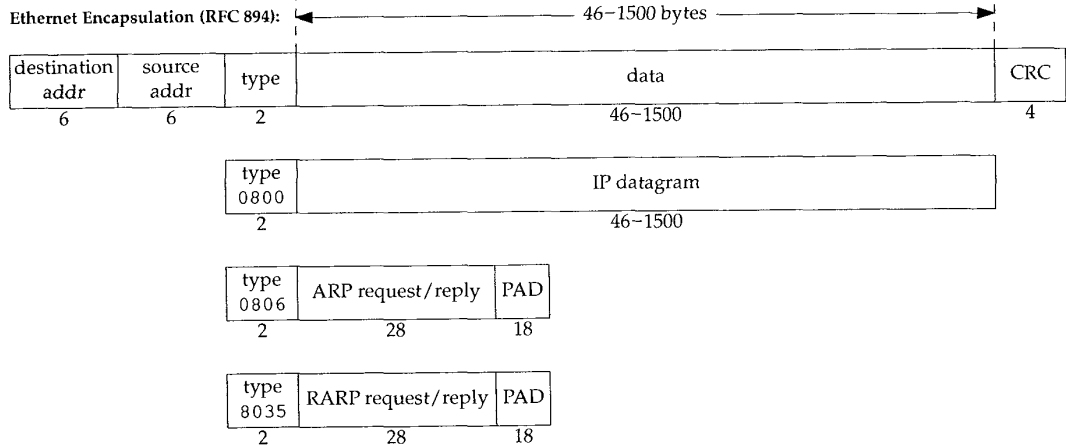 Ethernet Encapsulation (RFC 894):
46–1500 bytes
destination addr
source addr
type
data
CRC
6
6
2
46–1500
4
type 0800
IP datagram
2
46–1500
type 0806
ARP request/reply
PAD
2
28
18
type 8035
RARP request/reply
PAD
2
28
18